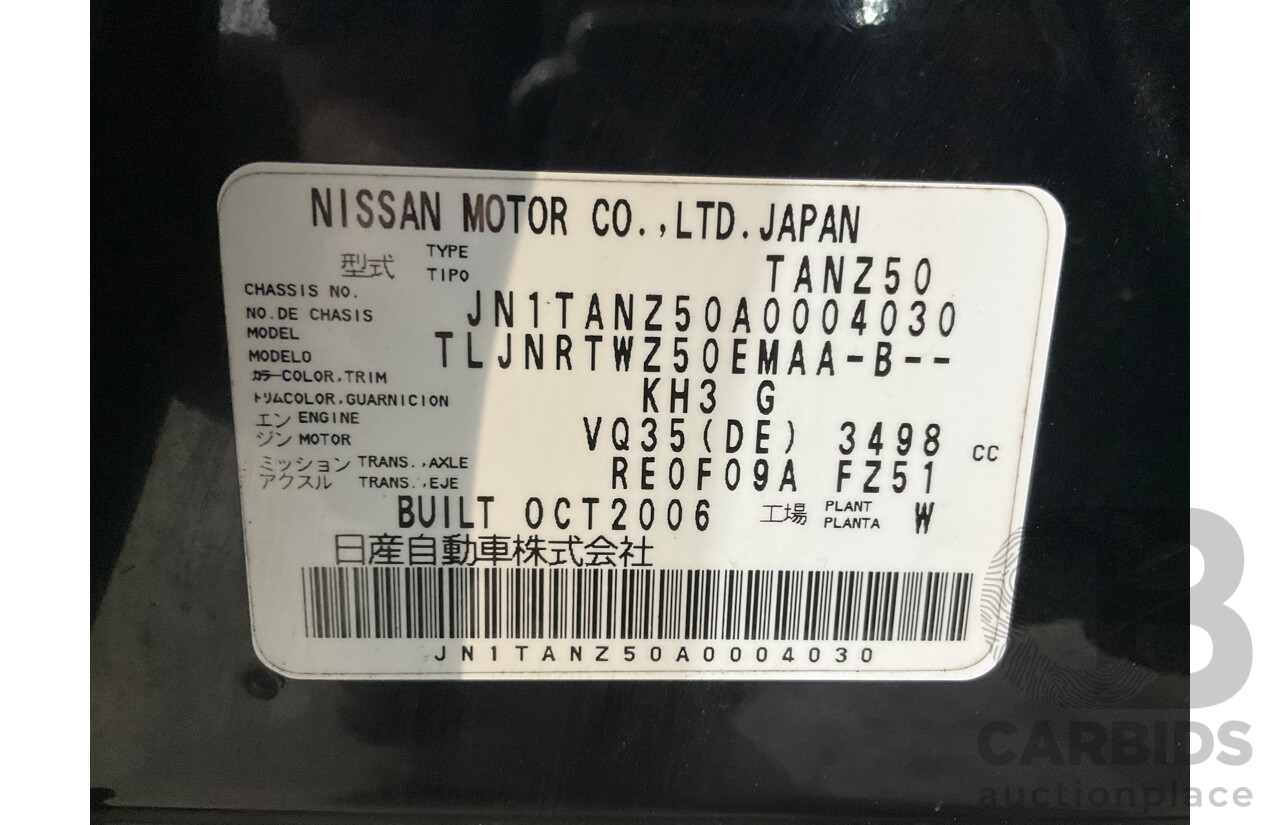 NISSAN MOTOR CO.,LTD.JAPAN
型式 TYPE TIPO TANZ50
CHASSIS NO.
NO.DE CHASIS JN1TANZ50A0004030
MODEL
MODELO TLJNRTWZ50EMAA-B--
カラーCOLOR,TRIM
トリムCOLOR,GUARNICION KH3 G
エン ENGINE
ジン MOTOR VQ35(DE) 3498 CC
ミッション TRANS.,AXLE
アクスル TRANS.,EJE RE0F09A FZ51
BUILT OCT2006 工場 PLANT PLANTA W
日産自動車株式会社
JN1TANZ50A0004030
CB
CARBIDS
auctionplace